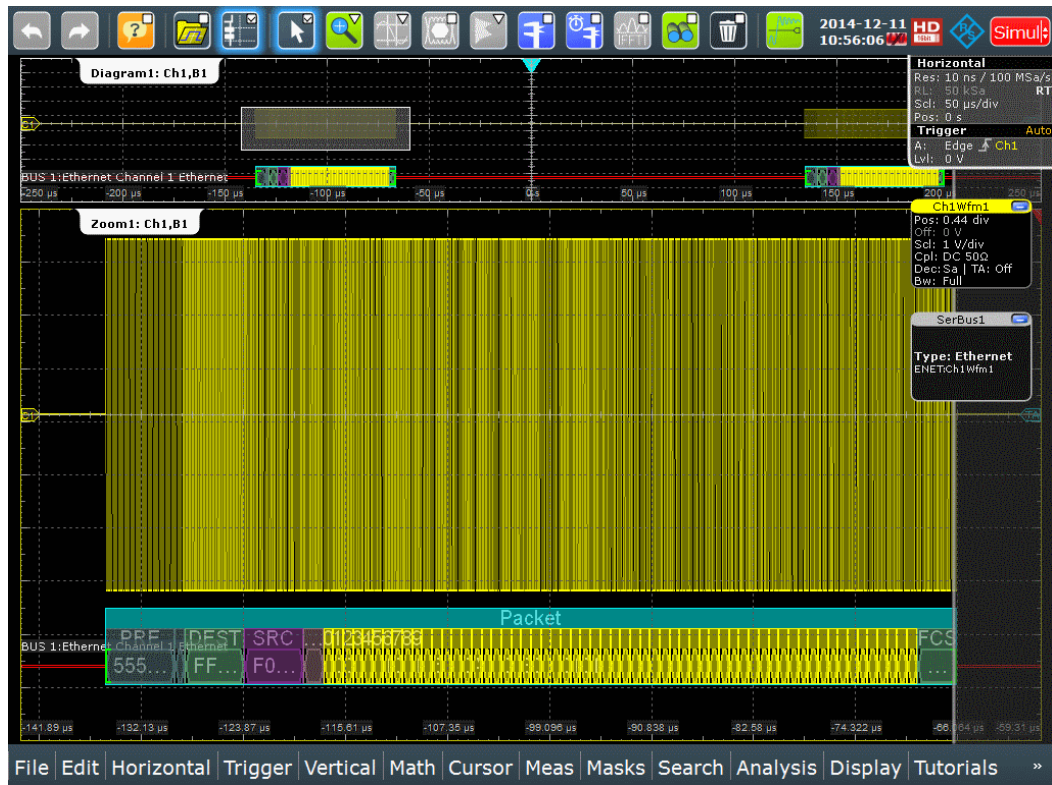 2014-12-11
10:56:06
HD
16bit
R&S
Simul
(FFT)
Diagram1: Ch1,B1
Horizontal
Res: 10 ns / 100 MSa/s
RL: 50 kSa RT
Scl: 50 µs/div
Pos: 0 s
Trigger Auto
A: Edge Ch1
Lvl: 0 V
C1
BUS 1:Ethernet Channel 1 Ethernet
-250 µs -200 µs -150 µs -100 µs -50 µs 0 s 50 µs 100 µs 150 µs 200 µs 250 µs
Zoom1: Ch1,B1
Ch1Wfm1
Pos: 0.44 div
Off: 0 V
Scl: 1 V/div
Cpl: DC 50Ω
Dec: Sa | TA: Off
Bw: Full
SerBus1
Type: Ethernet
ENET:Ch1Wfm1
C1
TA
Packet
PRE DEST SRC ... 0123456789 FCS
BUS 1:Ethernet Channel 1 Ethernet
555... FF... F0... ...
-141.89 µs -132.13 µs -123.87 µs -115.61 µs -107.35 µs -99.096 µs -90.838 µs -82.58 µs -74.322 µs -66.064 µs -59.31 µs
File Edit Horizontal Trigger Vertical Math Cursor Meas Masks Search Analysis Display Tutorials »